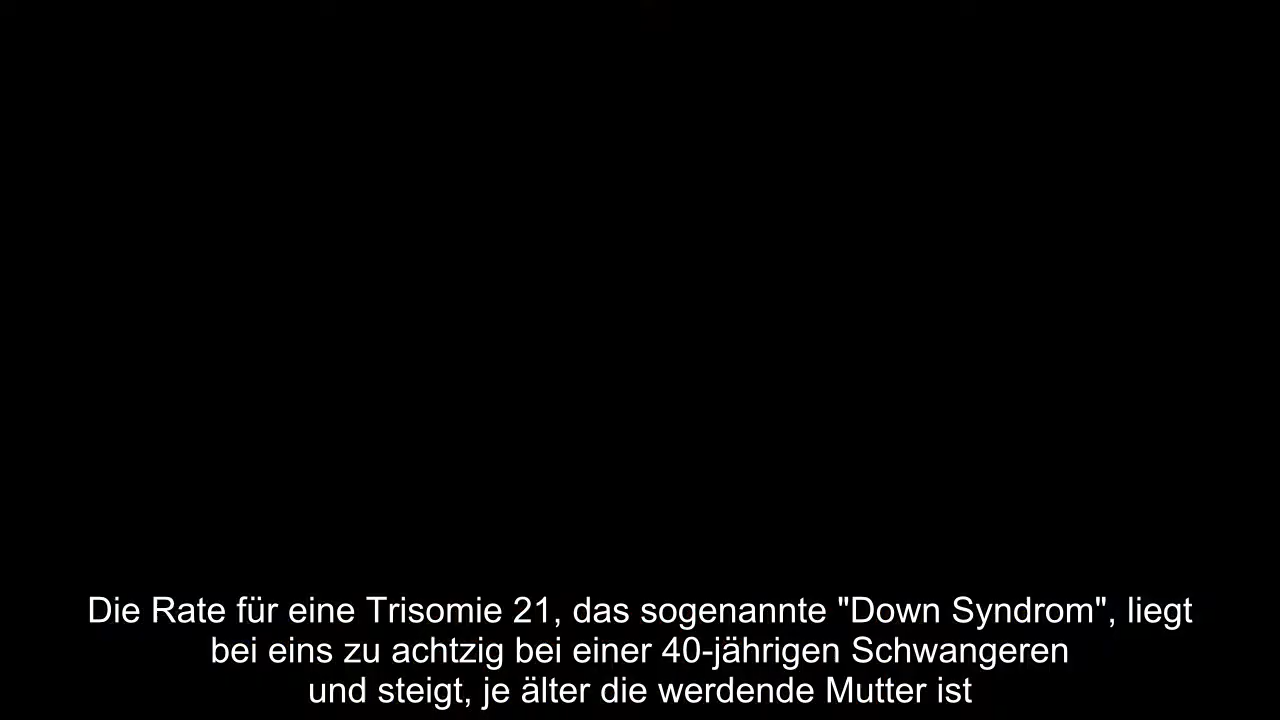 Die Rate für eine Trisomie 21, das sogenannte "Down Syndrom", liegt
bei eins zu achtzig bei einer 40-jährigen Schwangeren
und steigt, je älter die werdende Mutter ist